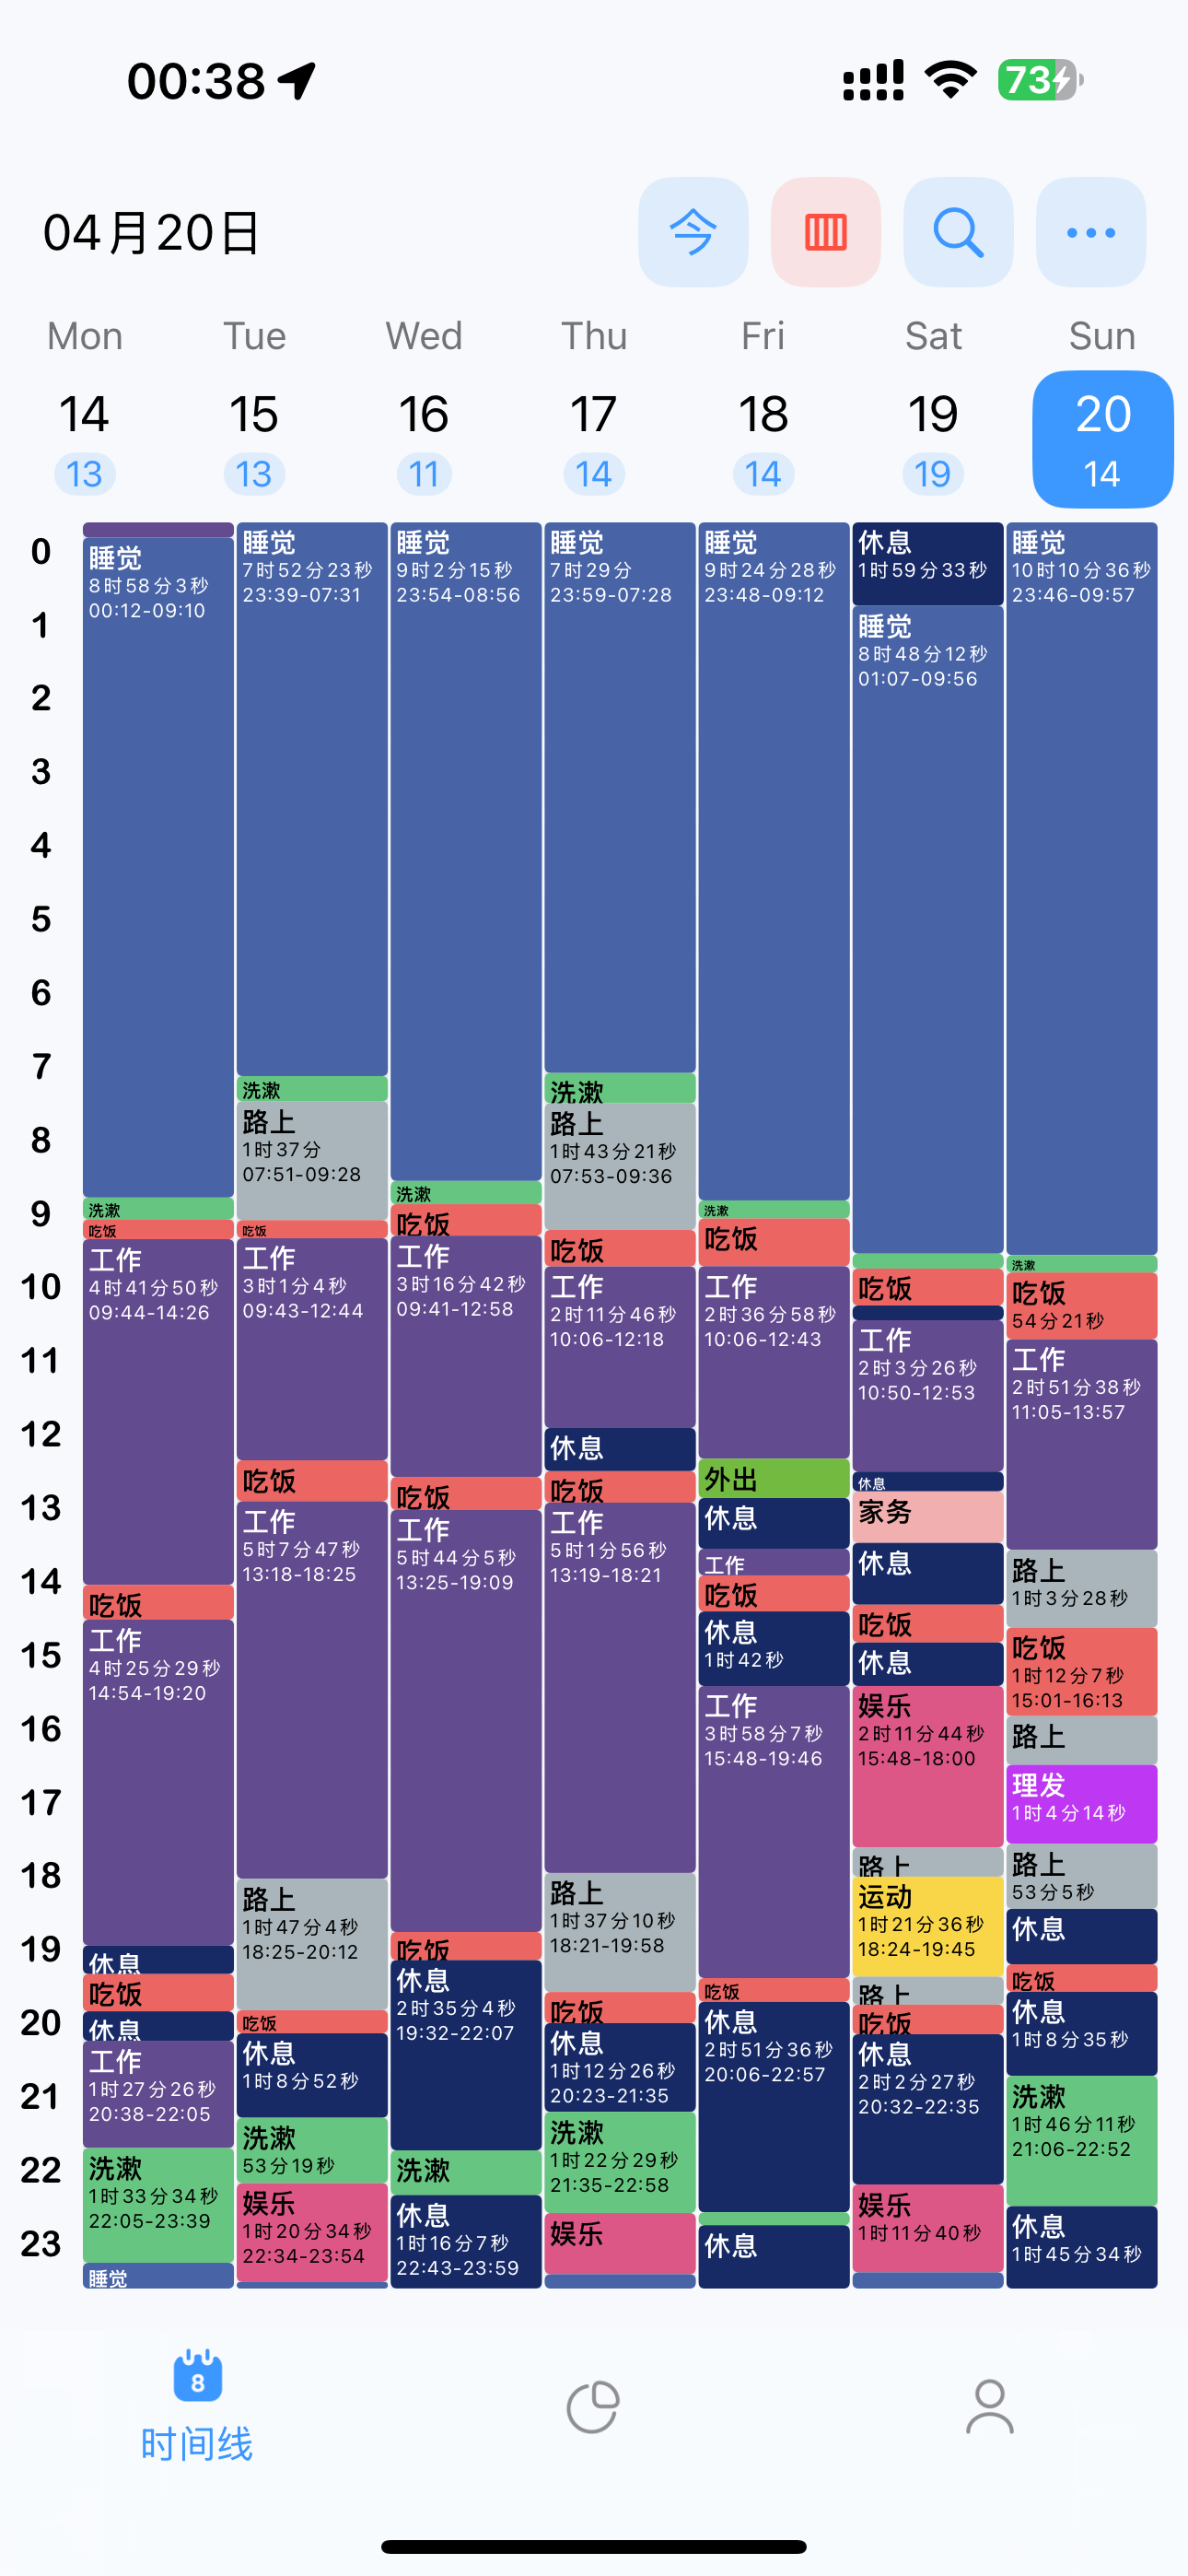 00:38
73
04月20日
今
Mon
Tue
Wed
Thu
Fri
Sat
Sun
14
15
16
17
18
19
20
13
13
11
14
14
19
14
0
1
2
3
4
5
6
7
8
9
10
11
12
13
14
15
16
17
18
19
20
21
22
23
睡觉
8时58分3秒
00:12-09:10
洗漱
吃饭
工作
4时41分50秒
09:44-14:26
吃饭
工作
4时25分29秒
14:54-19:20
休息
吃饭
休息
工作
1时27分26秒
20:38-22:05
洗漱
1时33分34秒
22:05-23:39
睡觉
睡觉
7时52分23秒
23:39-07:31
洗漱
路上
1时37分
07:51-09:28
吃饭
工作
3时1分4秒
09:43-12:44
吃饭
工作
5时7分47秒
13:18-18:25
路上
1时47分4秒
18:25-20:12
吃饭
休息
1时8分52秒
洗漱
53分19秒
娱乐
1时20分34秒
22:34-23:54
睡觉
9时2分15秒
23:54-08:56
洗漱
吃饭
工作
3时16分42秒
09:41-12:58
吃饭
工作
5时44分5秒
13:25-19:09
吃饭
休息
2时35分4秒
19:32-22:07
洗漱
休息
1时16分7秒
22:43-23:59
睡觉
7时29分
23:59-07:28
洗漱
路上
1时43分21秒
07:53-09:36
吃饭
工作
2时11分46秒
10:06-12:18
休息
吃饭
工作
5时1分56秒
13:19-18:21
路上
1时37分10秒
18:21-19:58
吃饭
休息
1时12分26秒
20:23-21:35
洗漱
1时22分29秒
21:35-22:58
娱乐
睡觉
9时24分28秒
23:48-09:12
洗漱
吃饭
工作
2时36分58秒
10:06-12:43
外出
休息
工作
吃饭
休息
1时42秒
工作
3时58分7秒
15:48-19:46
吃饭
休息
2时51分36秒
20:06-22:57
休息
休息
1时59分33秒
睡觉
8时48分12秒
01:07-09:56
吃饭
工作
2时3分26秒
10:50-12:53
休息
家务
休息
吃饭
休息
娱乐
2时11分44秒
15:48-18:00
路上
运动
1时21分36秒
18:24-19:45
路上
吃饭
休息
2时2分27秒
20:32-22:35
娱乐
1时11分40秒
睡觉
10时10分36秒
23:46-09:57
洗漱
吃饭
54分21秒
工作
2时51分38秒
11:05-13:57
路上
1时3分28秒
吃饭
1时12分7秒
15:01-16:13
路上
理发
1时4分14秒
路上
53分5秒
休息
吃饭
休息
1时8分35秒
洗漱
1时46分11秒
21:06-22:52
休息
1时45分34秒
8
时间线